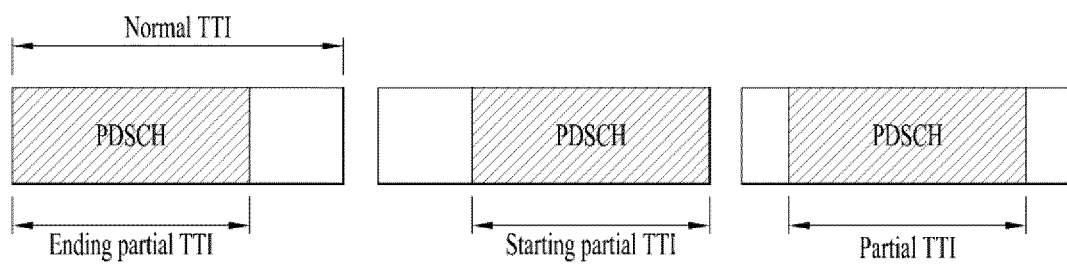 Normal TTI
PDSCH
PDSCH
PDSCH
Ending partial TTI
Starting partial TTI
Partial TTI